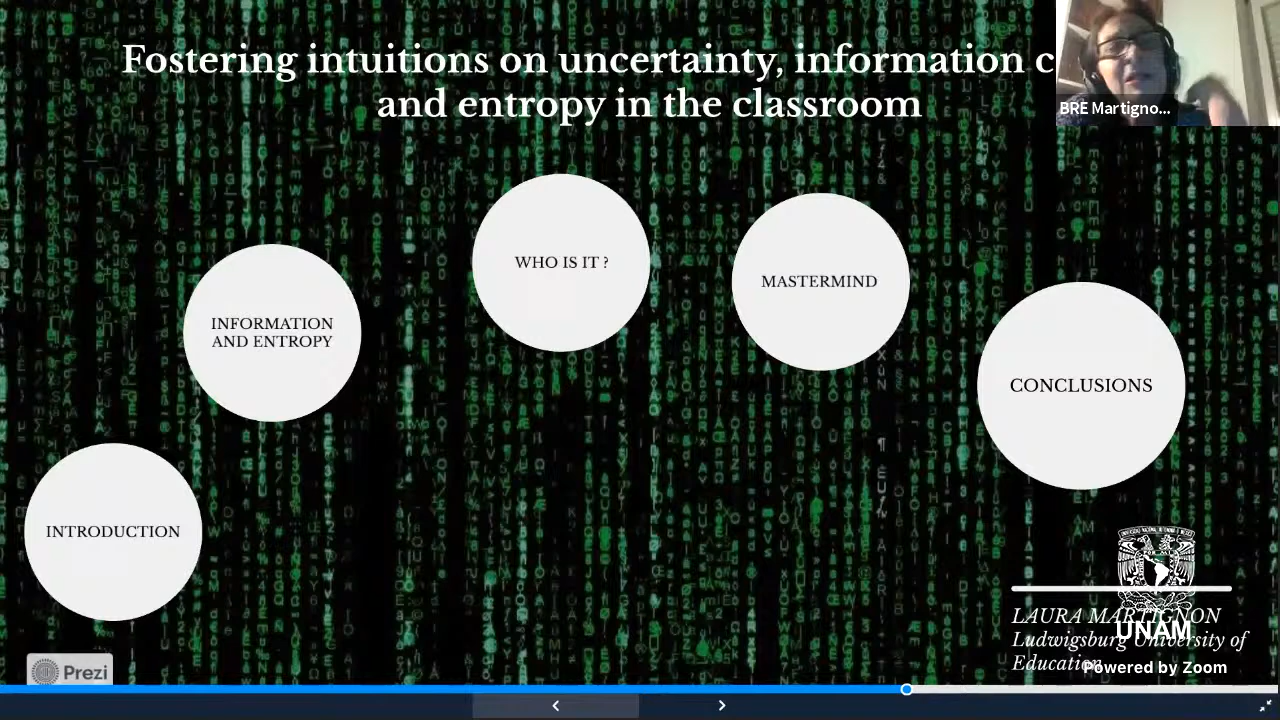 Fostering intuitions on uncertainty, information c
and entropy in the classroom
BRE Martigno...
WHO IS IT ?
MASTERMIND
INFORMATION
AND ENTROPY
CONCLUSIONS
INTRODUCTION
LAURA MARTIGNON
Ludwigsburg University of
Education
UNAM
Powered by Zoom
Prezi